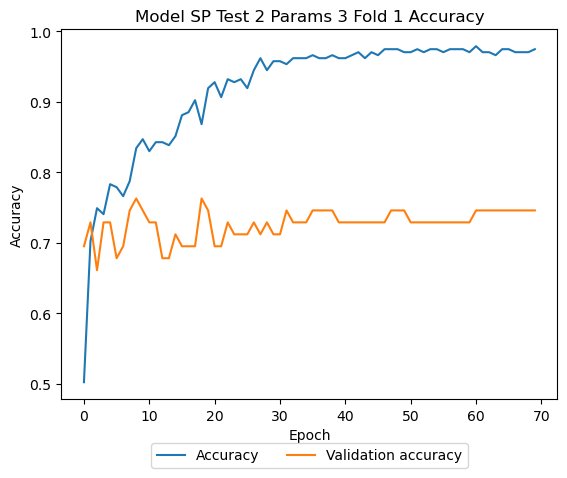 Model SP Test 2 Params 3 Fold 1 Accuracy
1.0
0.9
0.8
0.7
0.6
0.5
Accuracy
0 10 20 30 40 50 60 70
Epoch
Accuracy Validation accuracy